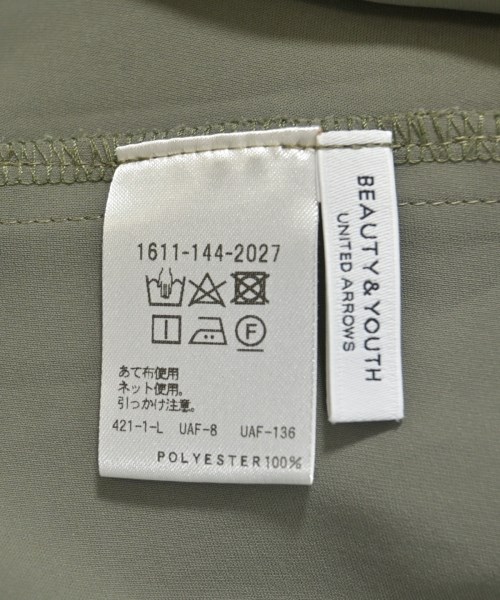 1611-144-2027
F
あて布使用
ネット使用。
引っかけ注意。
421-1-L UAF-8 UAF-136
POLYESTER100%
BEAUTY & YOUTH
UNITED ARROWS